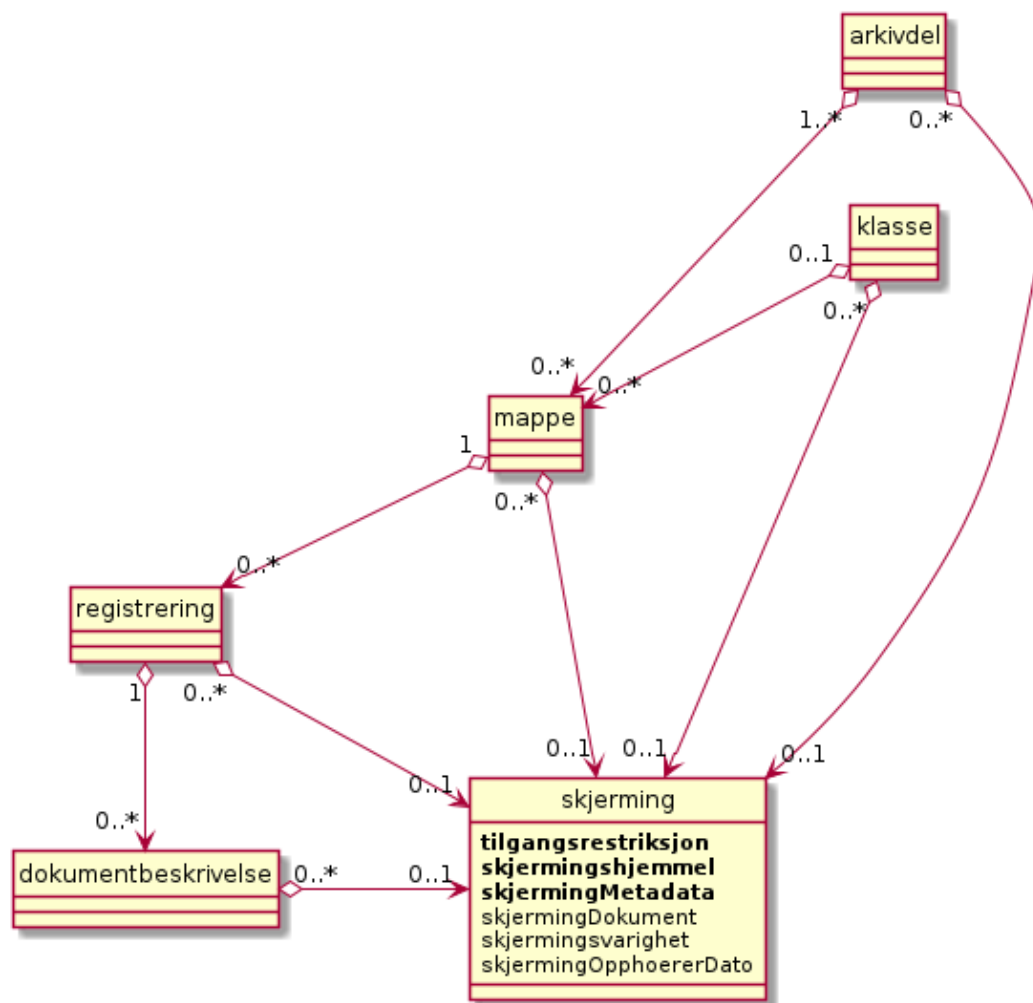 arkivdel
1..*
0..*
klasse
0..1
0..*
0..*
0..*
mappe
1
0..*
0..*
registrering
1
0..*
0..1
0..1
0..1
0..1
skjerming
0..*
tilgangsrestriksjon
skjermingshjemmel
skjermingMetadata
skjermingDokument
skjermingsvarighet
skjermingOpphoererDato
dokumentbeskrivelse
0..*
0..1